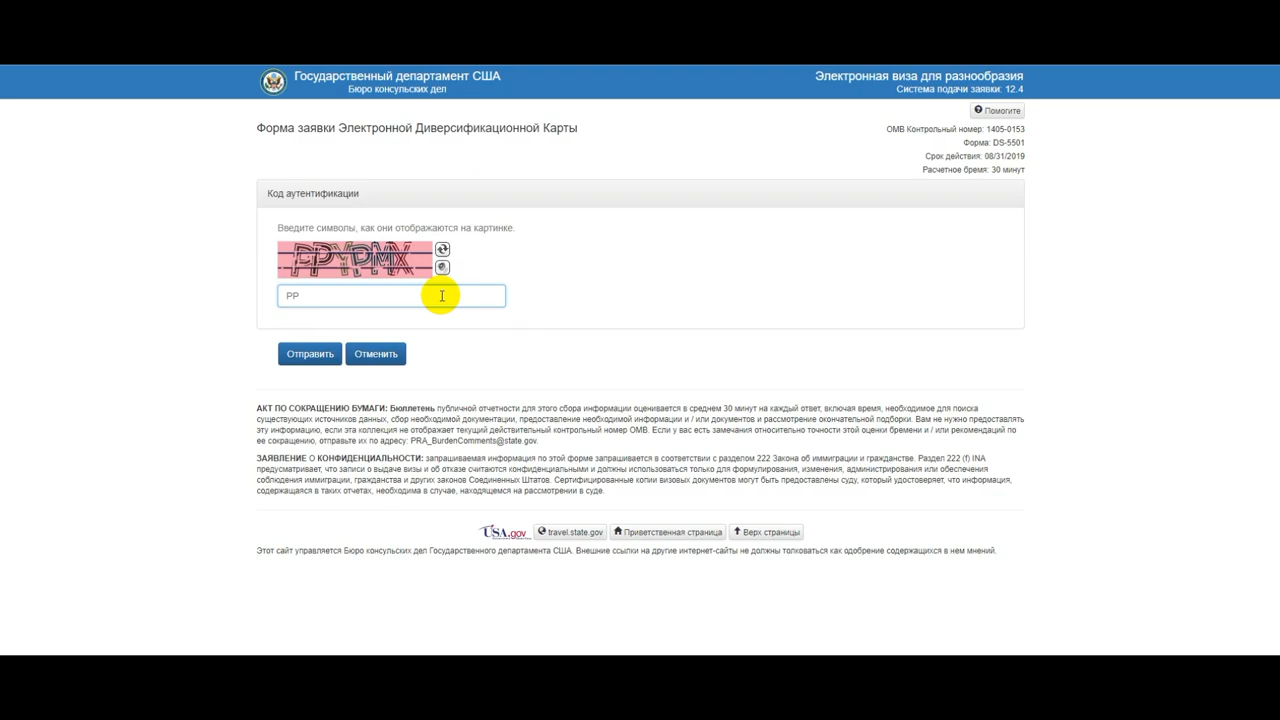 Государственный департамент США
Бюро консульских дел
Электронная виза для разнообразия
Система подачи заявки: 12.4
Помогите
Форма заявки Электронной Диверсификационной Карты
OMB Контрольный номер: 1405-0153
Форма: DS-5501
Срок действия: 08/31/2019
Расчетное бремя: 30 минут
Код аутентификации
Введите символы, как они отображаются на картинке.
PP
Отправить
Отменить
АКТ ПО СОКРАЩЕНИЮ БУМАГИ: Бюллетень публичной отчетности для этого сбора информации оценивается в среднем 30 минут на каждый ответ, включая время, необходимое для поиска
существующих источников данных, сбор необходимой документации, предоставление необходимой информации и / или документов и рассмотрение окончательной подборки. Вам не нужно предоставлять
эту информацию, если эта коллекция не отображает текущий действительный контрольный номер OMB. Если у вас есть замечания относительно точности этой оценки бремени и / или рекомендаций по
ее сокращению, отправьте их по адресу: PRA_BurdenComments@state.gov.
ЗАЯВЛЕНИЕ О КОНФИДЕНЦИАЛЬНОСТИ: запрашиваемая информация по этой форме запрашивается в соответствии с разделом 222 Закона об иммиграции и гражданстве. Раздел 222 (f) INA
предусматривает, что записи о выдаче визы и об отказе считаются конфиденциальными и должны использоваться только для формулирования, изменения, администрирования или обеспечения
соблюдения иммиграции, гражданства и других законов Соединенных Штатов. Сертифицированные копии визовых документов могут быть предоставлены суду, который удостоверяет, что информация,
содержащаяся в таких отчетах, необходима в случае, находящемся на рассмотрении в суде.
USA.gov
travel.state.gov
Приветственная страница
Верх страницы
Этот сайт управляется Бюро консульских дел Государственного департамента США. Внешние ссылки на другие интернет-сайты не должны толковаться как одобрение содержащихся в нем мнений.